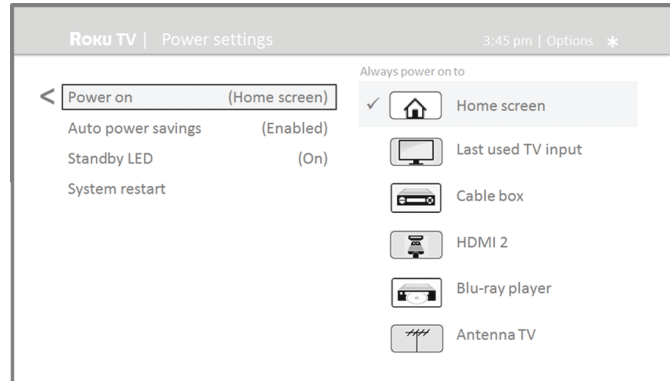 ROKU TV | Power settings
3:45 pm | Options *
Always power on to
< Power on (Home screen)
Auto power savings (Enabled)
Standby LED (On)
System restart
✓ Home screen
Last used TV input
Cable box
HDMI 2
Blu-ray player
Antenna TV